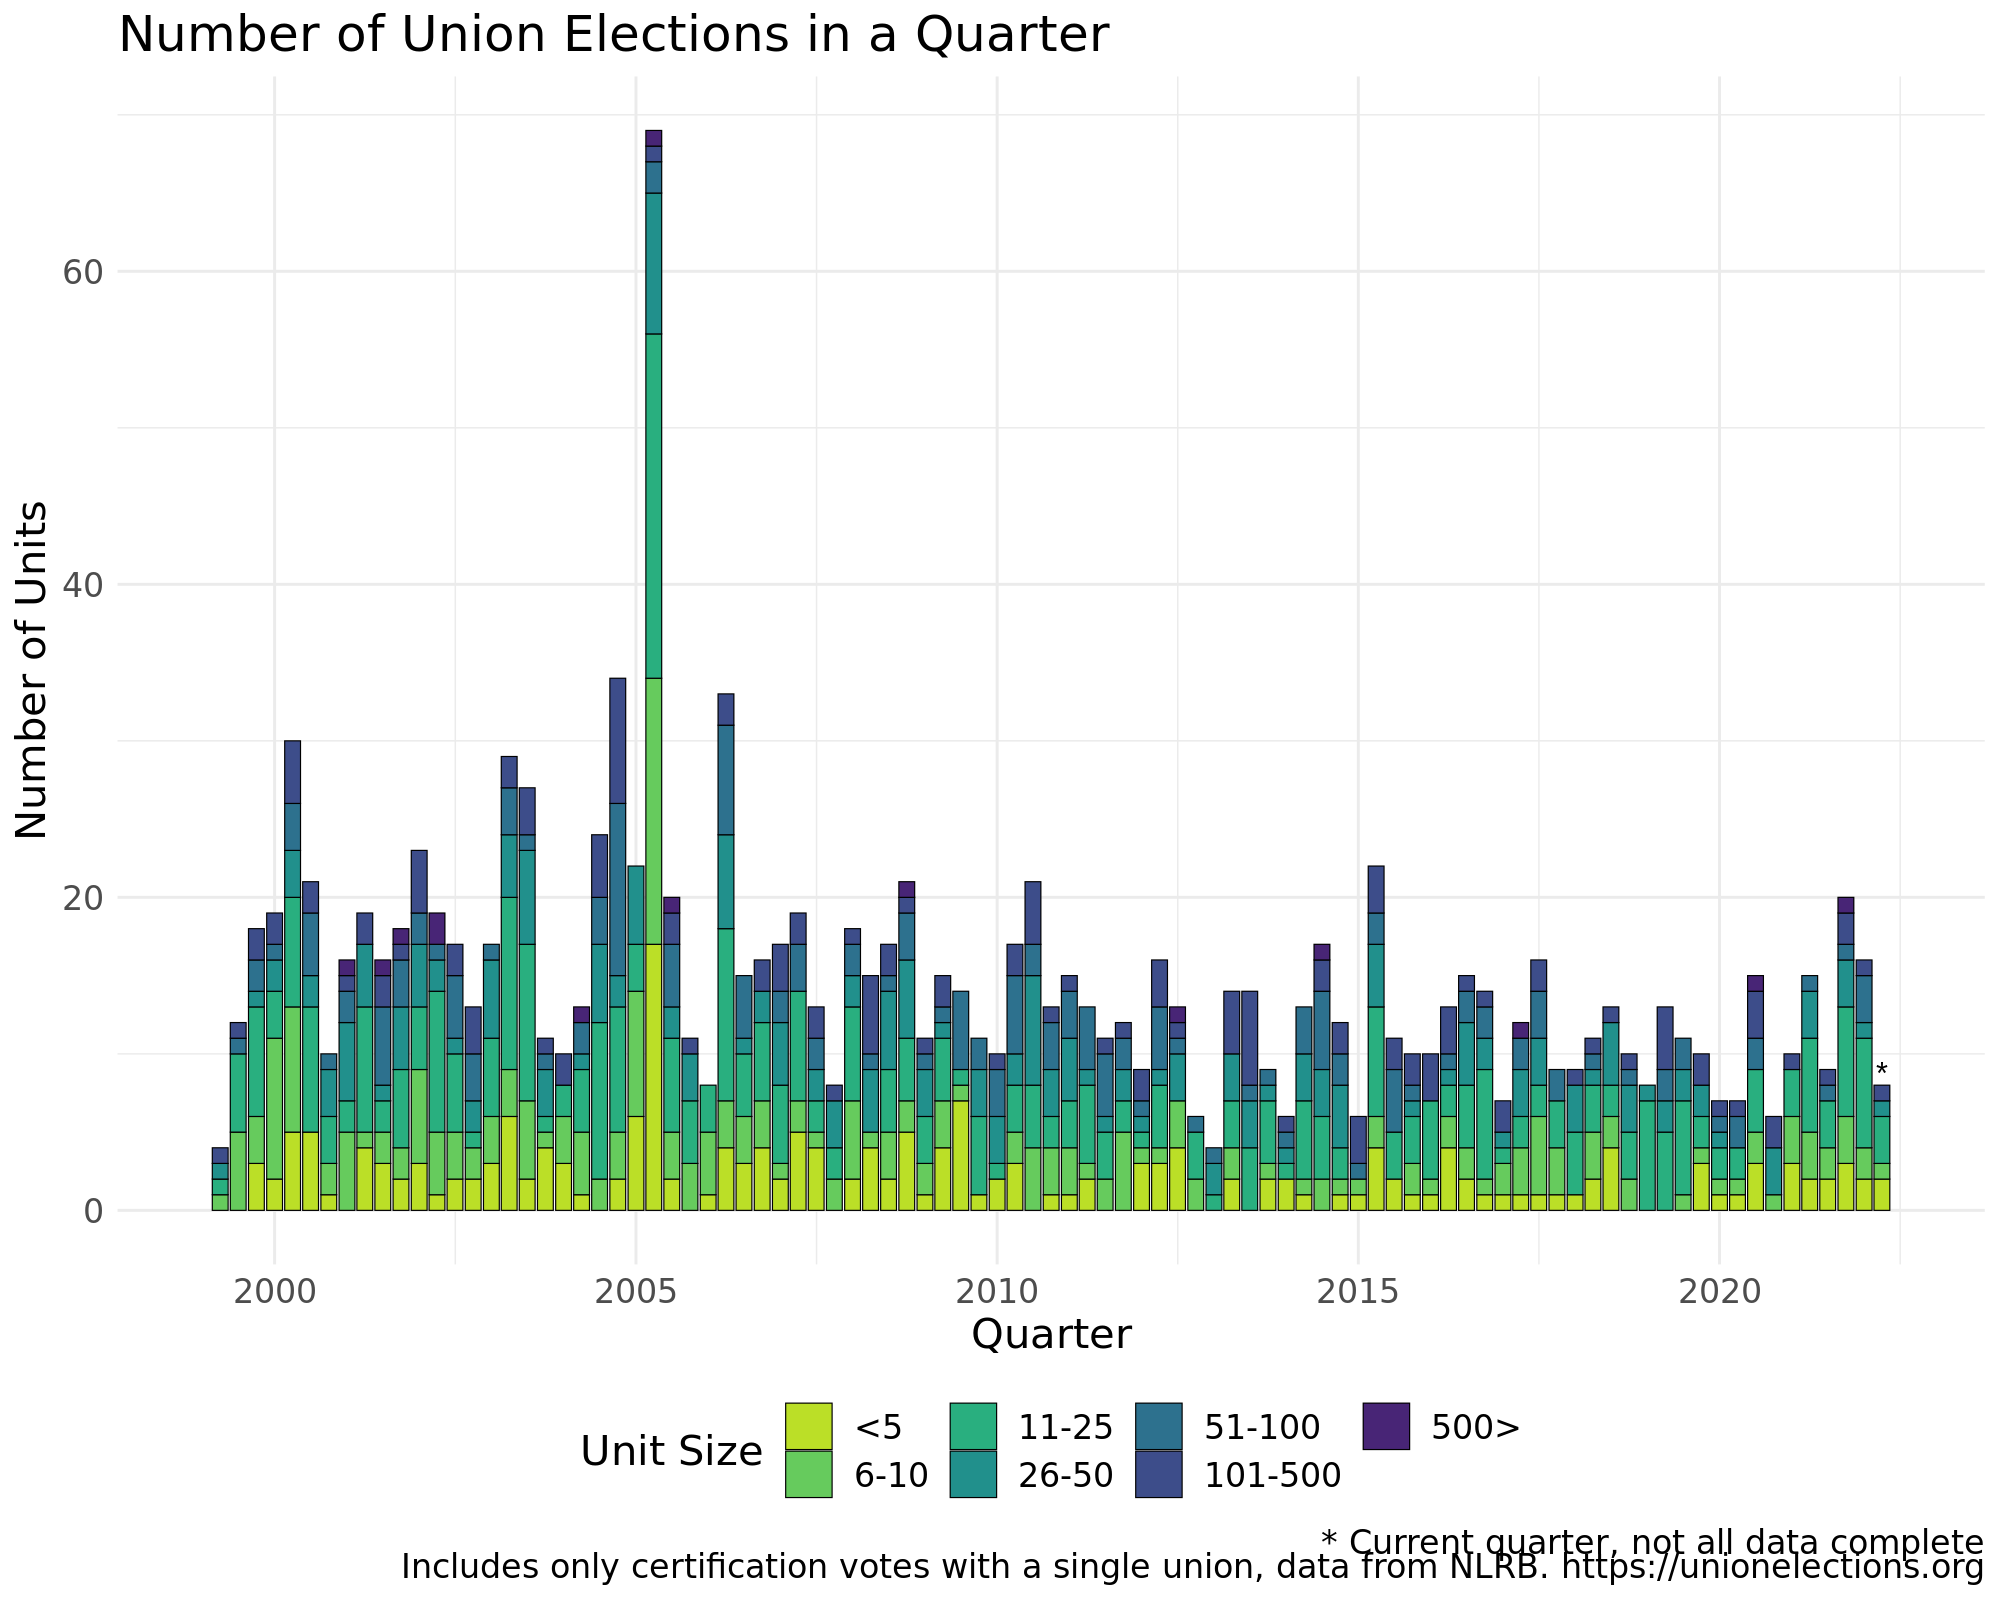 Number of Union Elections in a Quarter
Number of Units
60
40
20
0
*
2000 2005 2010 2015 2020
Quarter
Unit Size
<5 11-25 51-100 500>
6-10 26-50 101-500
* Current quarter, not all data complete
Includes only certification votes with a single union, data from NLRB. https://unionelections.org